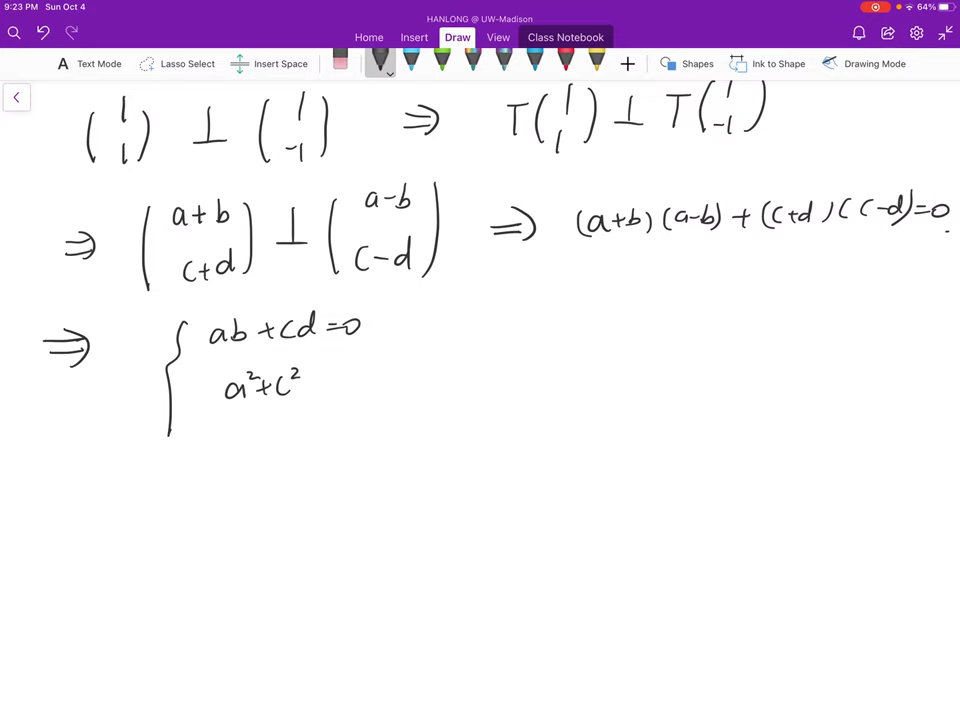 9:23 PM Sun Oct 4 64%
HANLONG @ UW-Madison
Home Insert Draw View Class Notebook
A Text Mode Lasso Select Insert Space Shapes Ink to Shape Drawing Mode
(1 1) ⊥ (1 -1) ⇒ T(1 1) ⊥ T(1 -1)
⇒ (a+b c+d) ⊥ (a-b c-d) ⇒ (a+b)(a-b)+(c+d)(c-d)=0.
⇒ { ab+cd=0
a²+c²